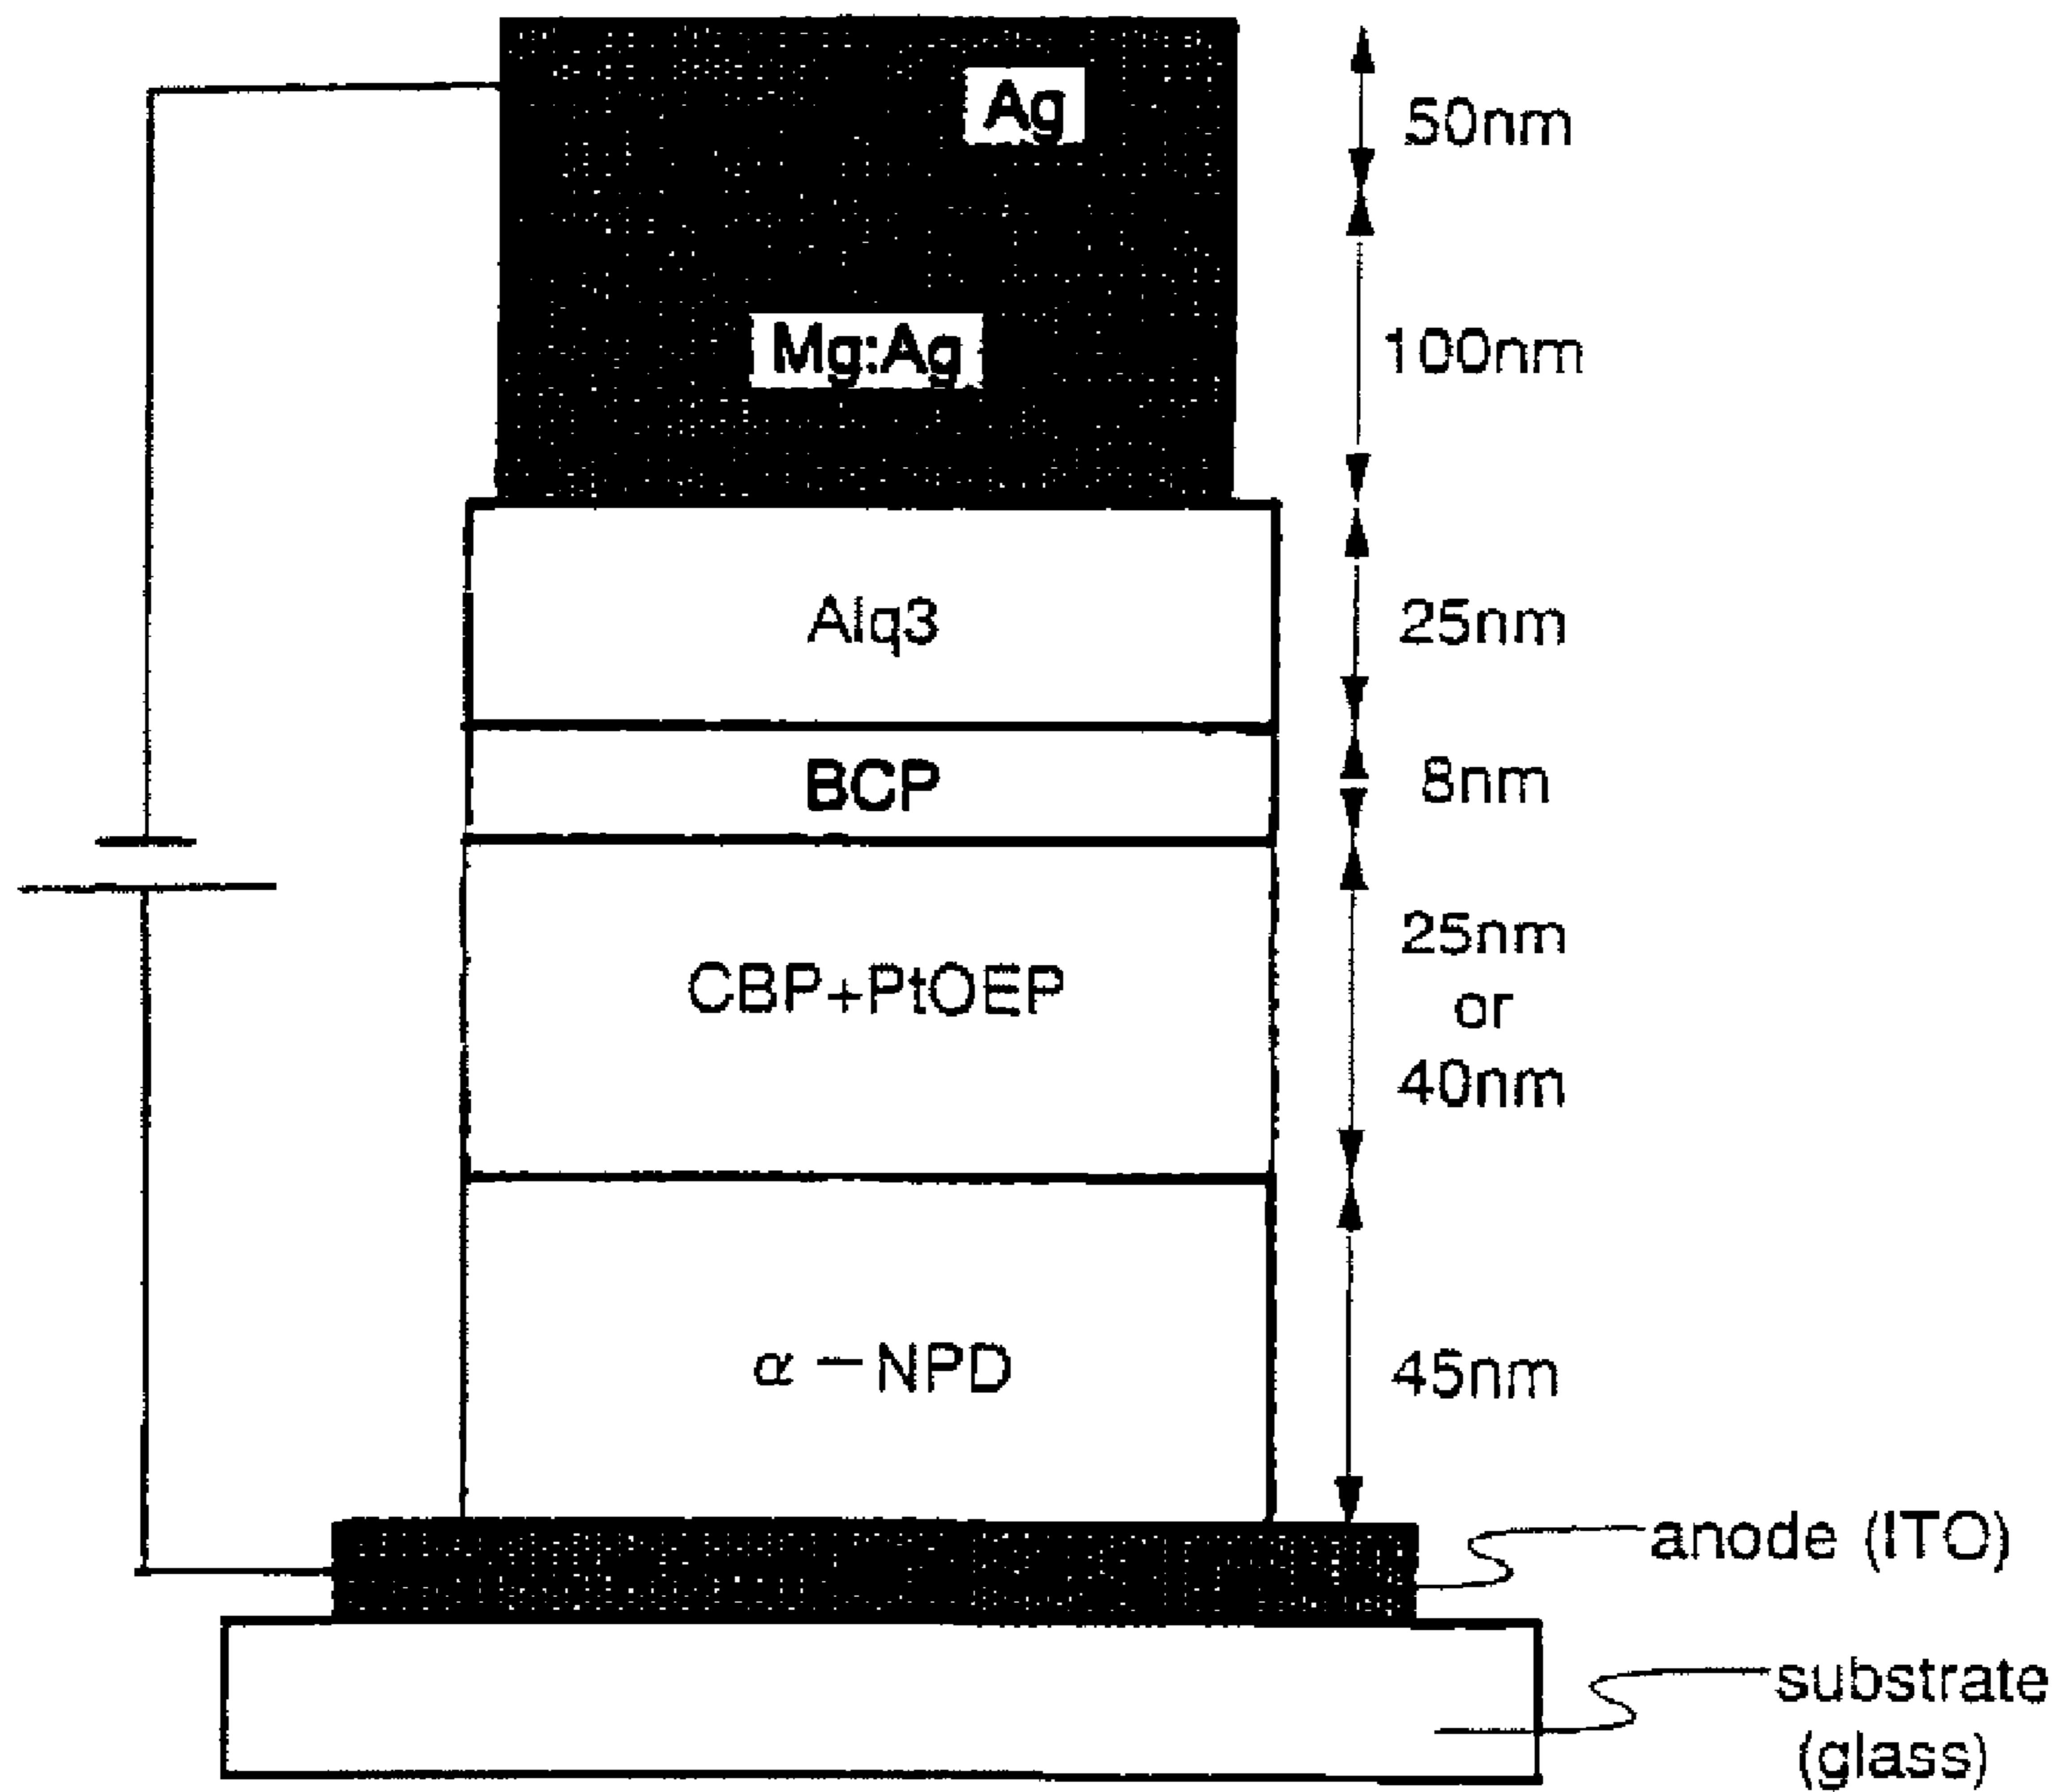 Ag
50nm
Mg:Ag
100nm
Alq3
25nm
BCP
8nm
CBP+PtOEP
25nm
or
40nm
α-NPD
45nm
anode (ITO)
substrate
(glass)